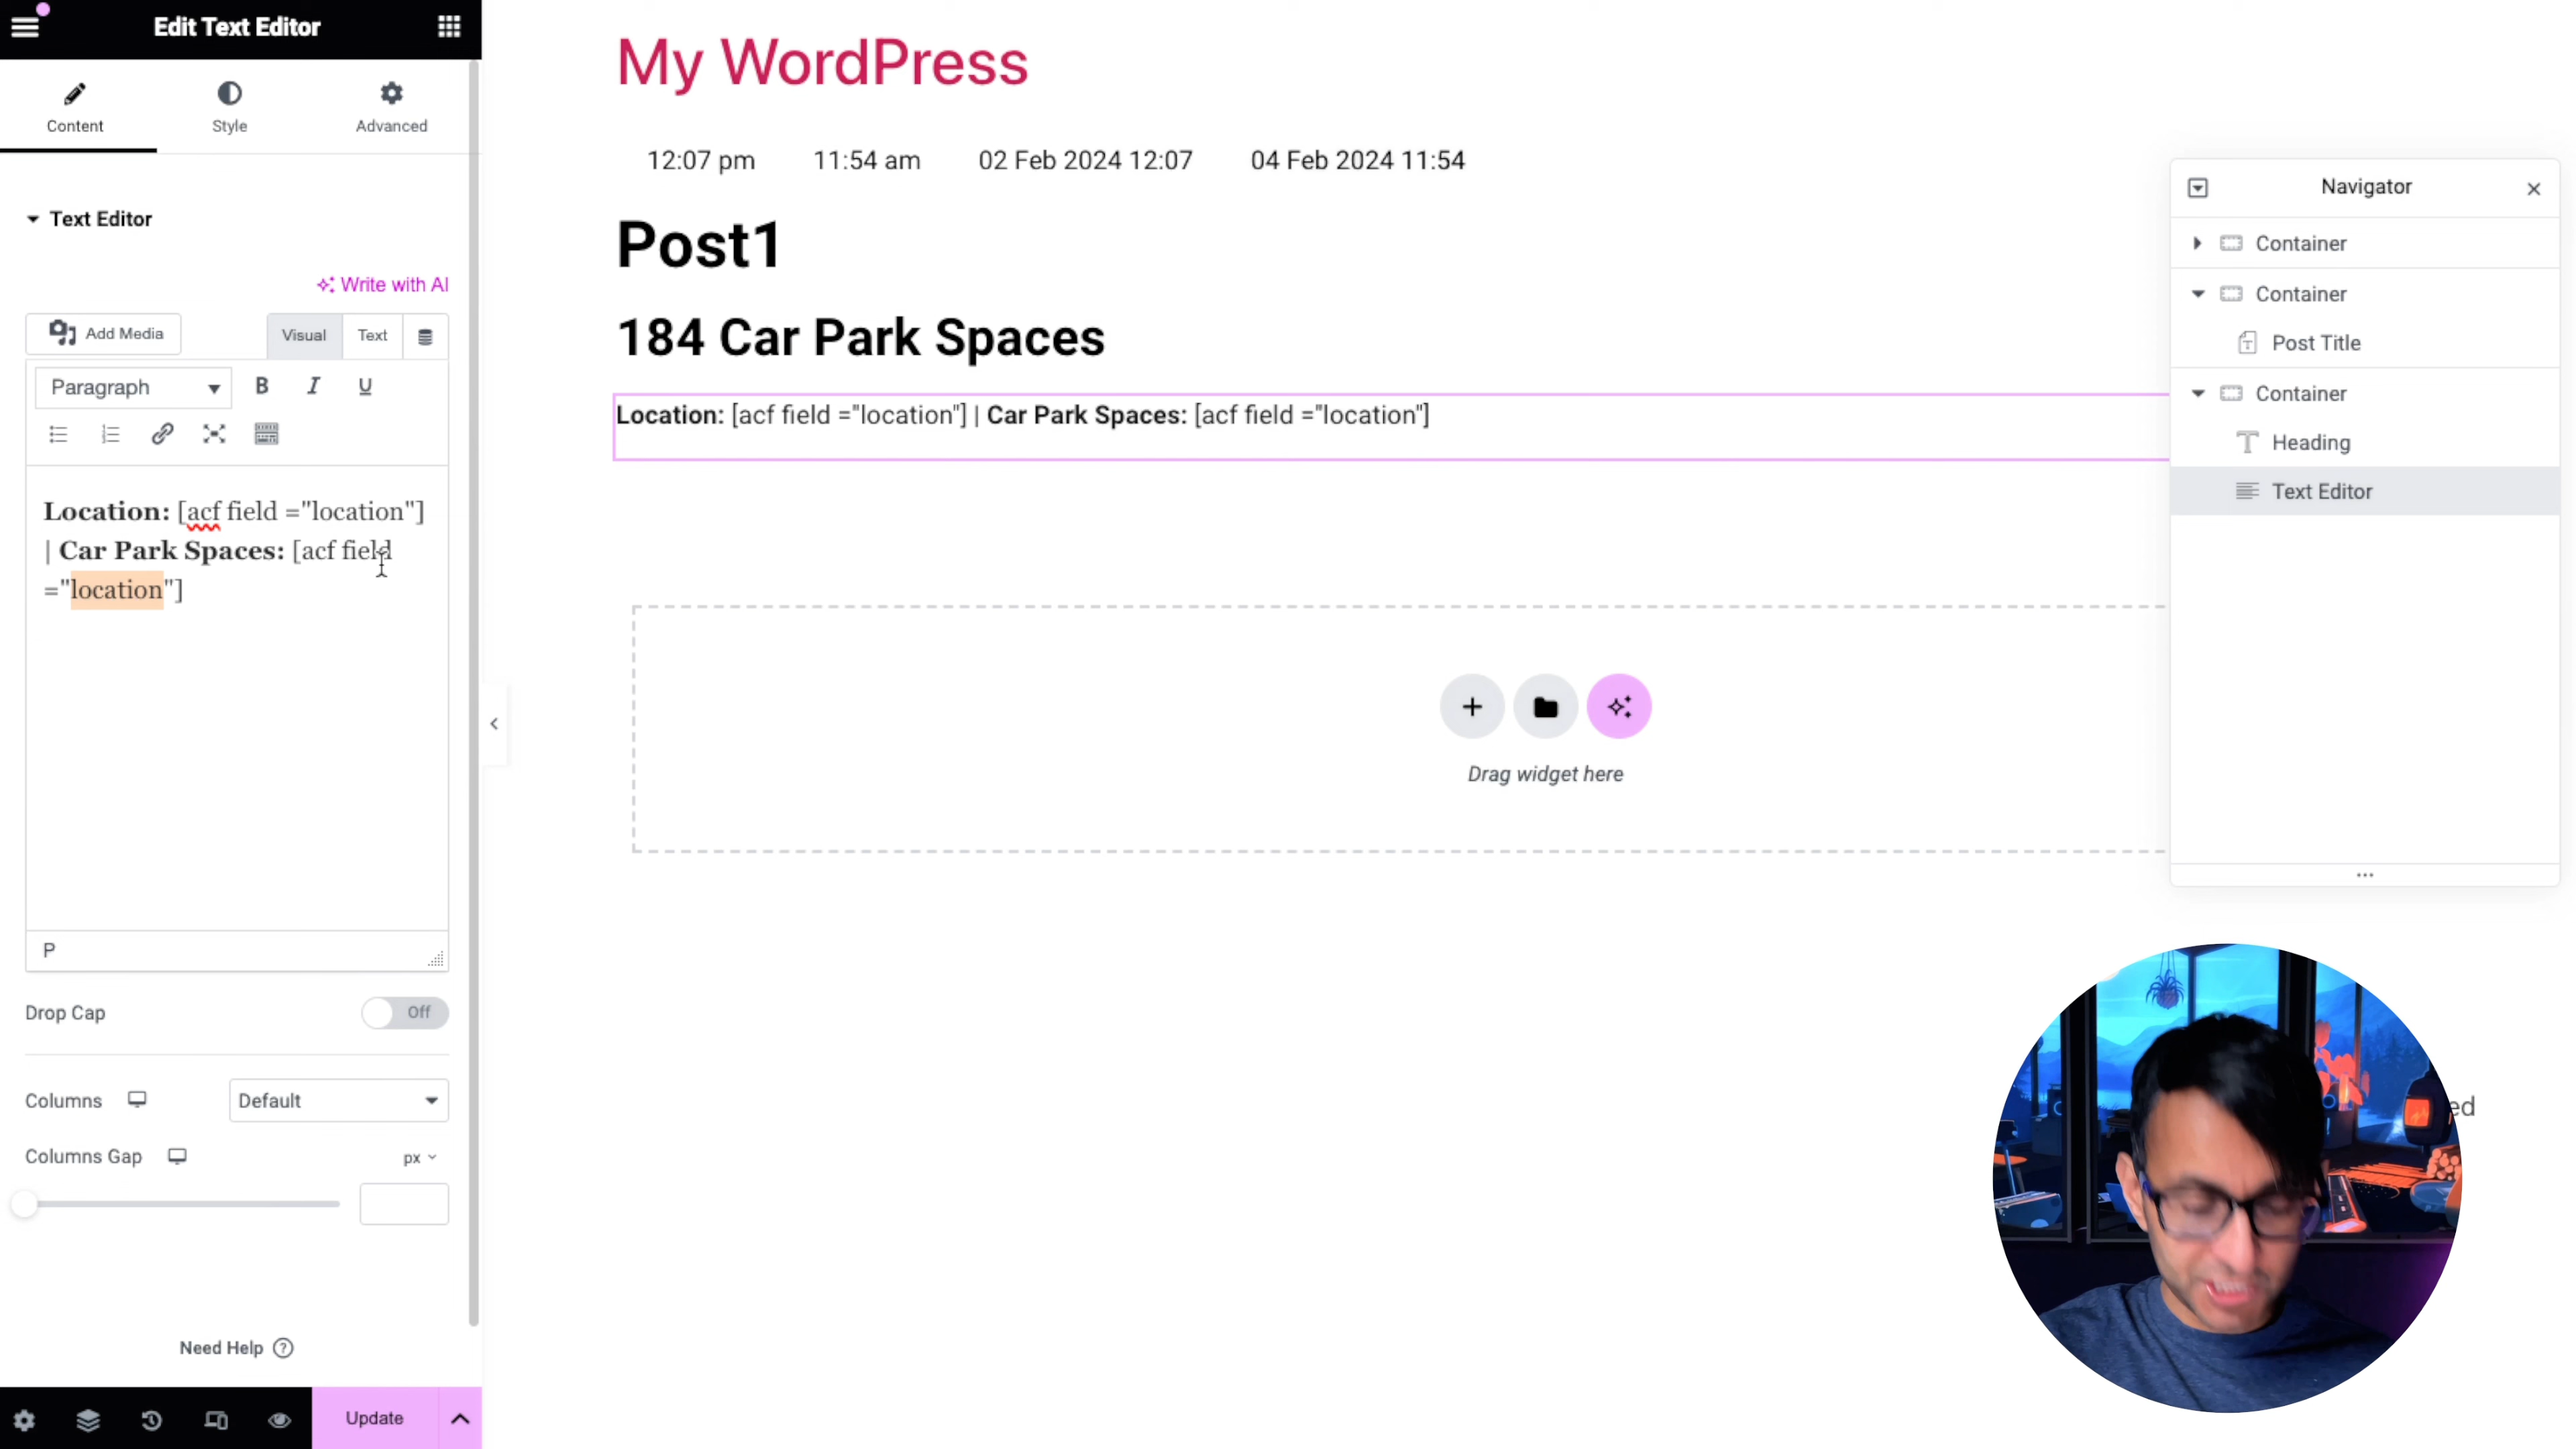 Edit Text Editor
Content
Style
Advanced
Text Editor
Write with AI
Add Media
Visual
Text
Paragraph
B
I
U
Location: [acf field ="location"]
| Car Park Spaces: [acf field
="location"]
P
Drop Cap
Off
Columns
Default
Columns Gap
px
Need Help
Update
My WordPress
12:07 pm
11:54 am
02 Feb 2024 12:07
04 Feb 2024 11:54
Post1
184 Car Park Spaces
Location: [acf field ="location"] | Car Park Spaces: [acf field ="location"]
Drag widget here
Navigator
Container
Container
Post Title
Container
Heading
Text Editor